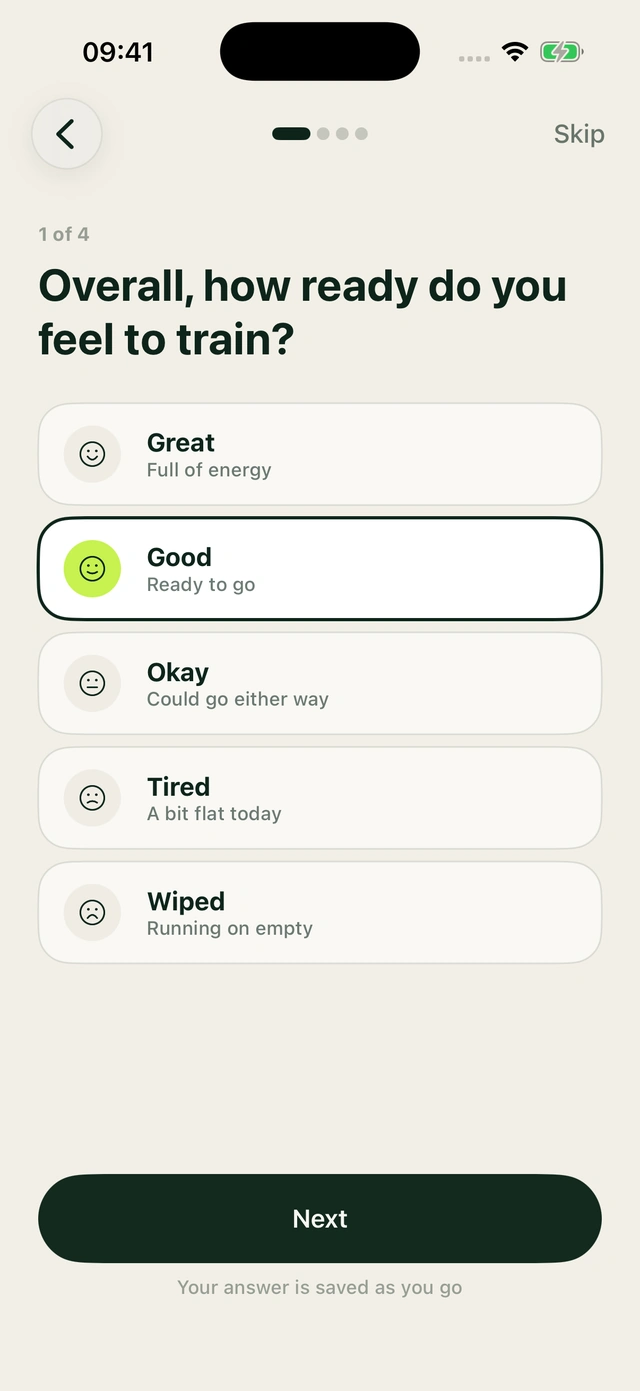 09:41
Skip
1 of 4
Overall, how ready do you
feel to train?
Great
Full of energy
Good
Ready to go
Okay
Could go either way
Tired
A bit flat today
Wiped
Running on empty
Next
Your answer is saved as you go